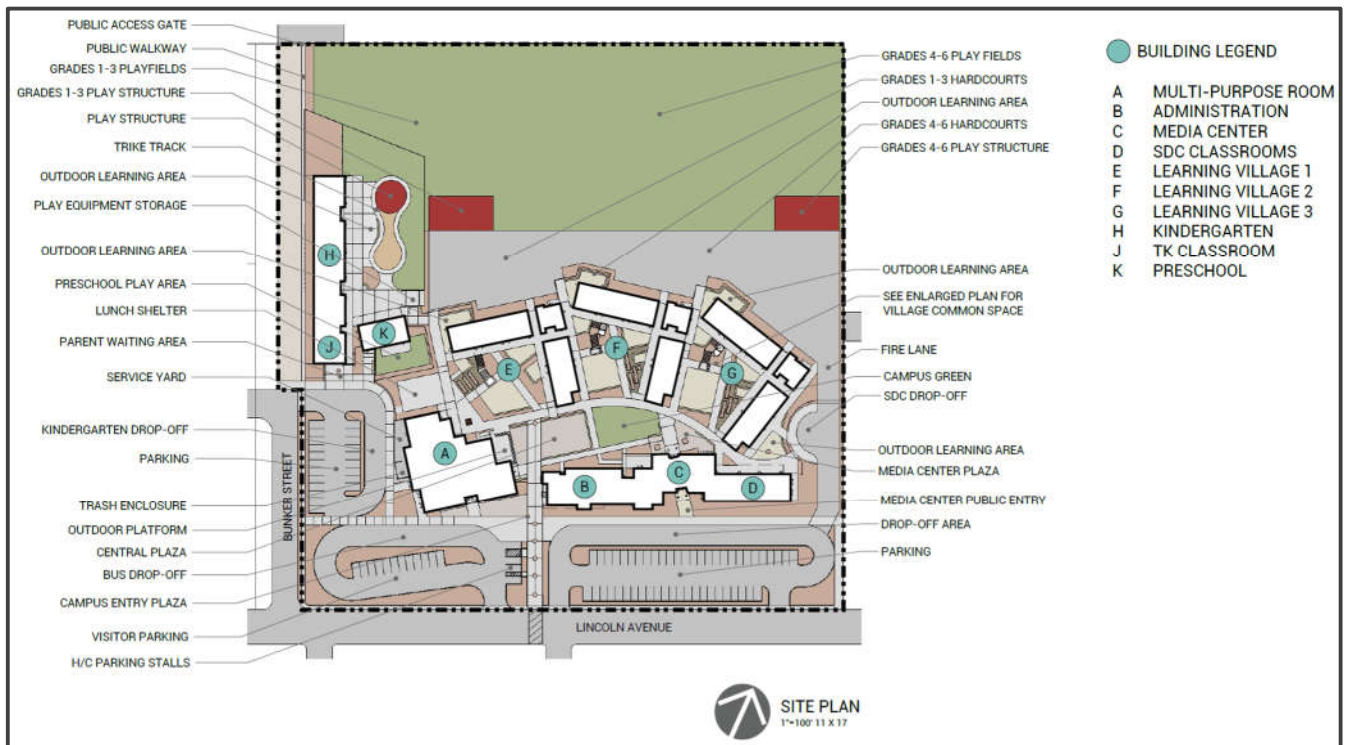 PUBLIC ACCESS GATE
PUBLIC WALKWAY
GRADES 1-3 PLAYFIELDS
GRADES 1-3 PLAY STRUCTURE
PLAY STRUCTURE
TRIKE TRACK
OUTDOOR LEARNING AREA
PLAY EQUIPMENT STORAGE
OUTDOOR LEARNING AREA
PRESCHOOL PLAY AREA
LUNCH SHELTER
PARENT WAITING AREA
SERVICE YARD
KINDERGARTEN DROP-OFF
PARKING
TRASH ENCLOSURE
OUTDOOR PLATFORM
CENTRAL PLAZA
BUS DROP-OFF
CAMPUS ENTRY PLAZA
VISITOR PARKING
H/C PARKING STALLS
H
K
J
E
F
G
A
B
C
D
BUNKER STREET
LINCOLN AVENUE
GRADES 4-6 PLAY FIELDS
GRADES 1-3 HARDCOURTS
OUTDOOR LEARNING AREA
GRADES 4-6 HARDCOURTS
GRADES 4-6 PLAY STRUCTURE
OUTDOOR LEARNING AREA
SEE ENLARGED PLAN FOR
VILLAGE COMMON SPACE
FIRE LANE
CAMPUS GREEN
SDC DROP-OFF
OUTDOOR LEARNING AREA
MEDIA CENTER PLAZA
MEDIA CENTER PUBLIC ENTRY
DROP-OFF AREA
PARKING
BUILDING LEGEND
A MULTI-PURPOSE ROOM
B ADMINISTRATION
C MEDIA CENTER
D SDC CLASSROOMS
E LEARNING VILLAGE 1
F LEARNING VILLAGE 2
G LEARNING VILLAGE 3
H KINDERGARTEN
J TK CLASSROOM
K PRESCHOOL
SITE PLAN
1"=100' 11 X 17